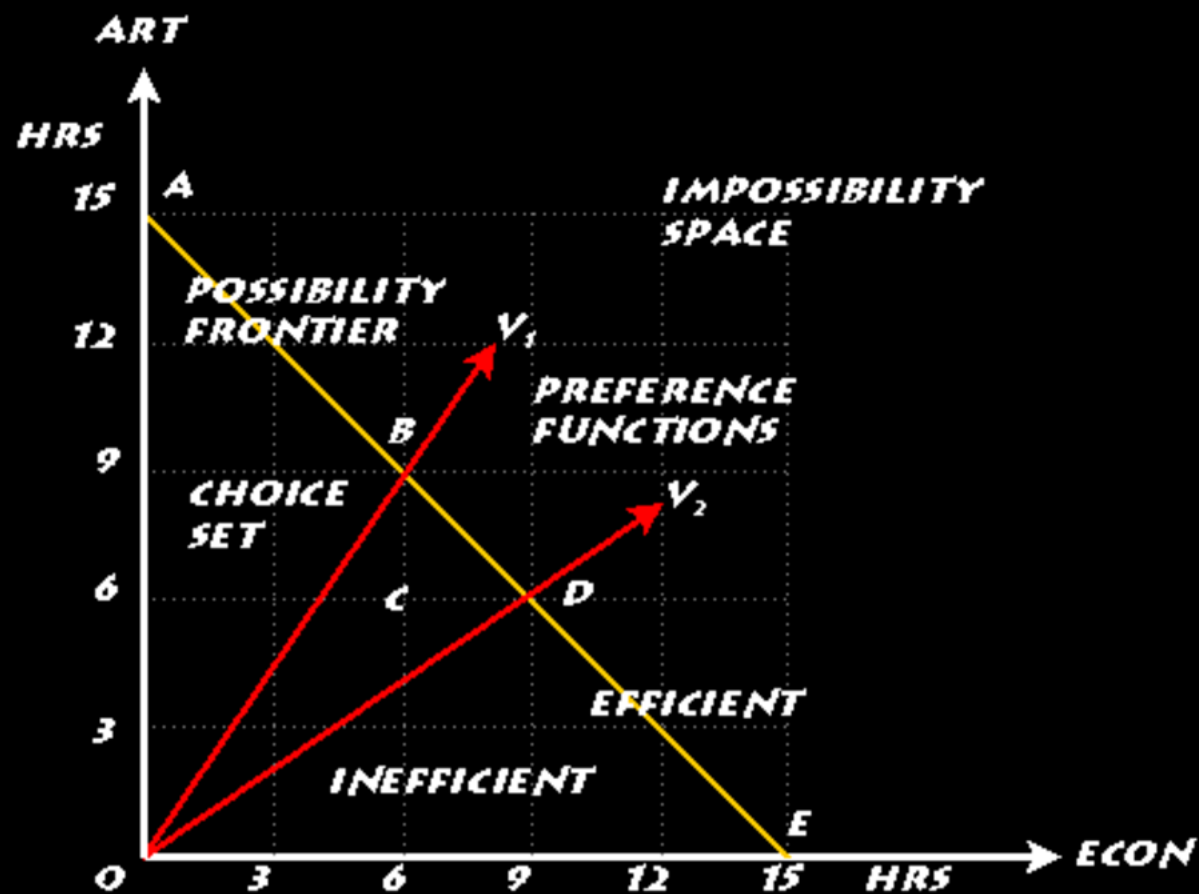 ART
HRS
15
A
IMPOSSIBILITY
SPACE
POSSIBILITY
FRONTIER
12
V₁
PREFERENCE
FUNCTIONS
B
9
CHOICE
SET
V₂
6
C
D
EFFICIENT
3
INEFFICIENT
E
ECON
0 3 6 9 12 15 HRS